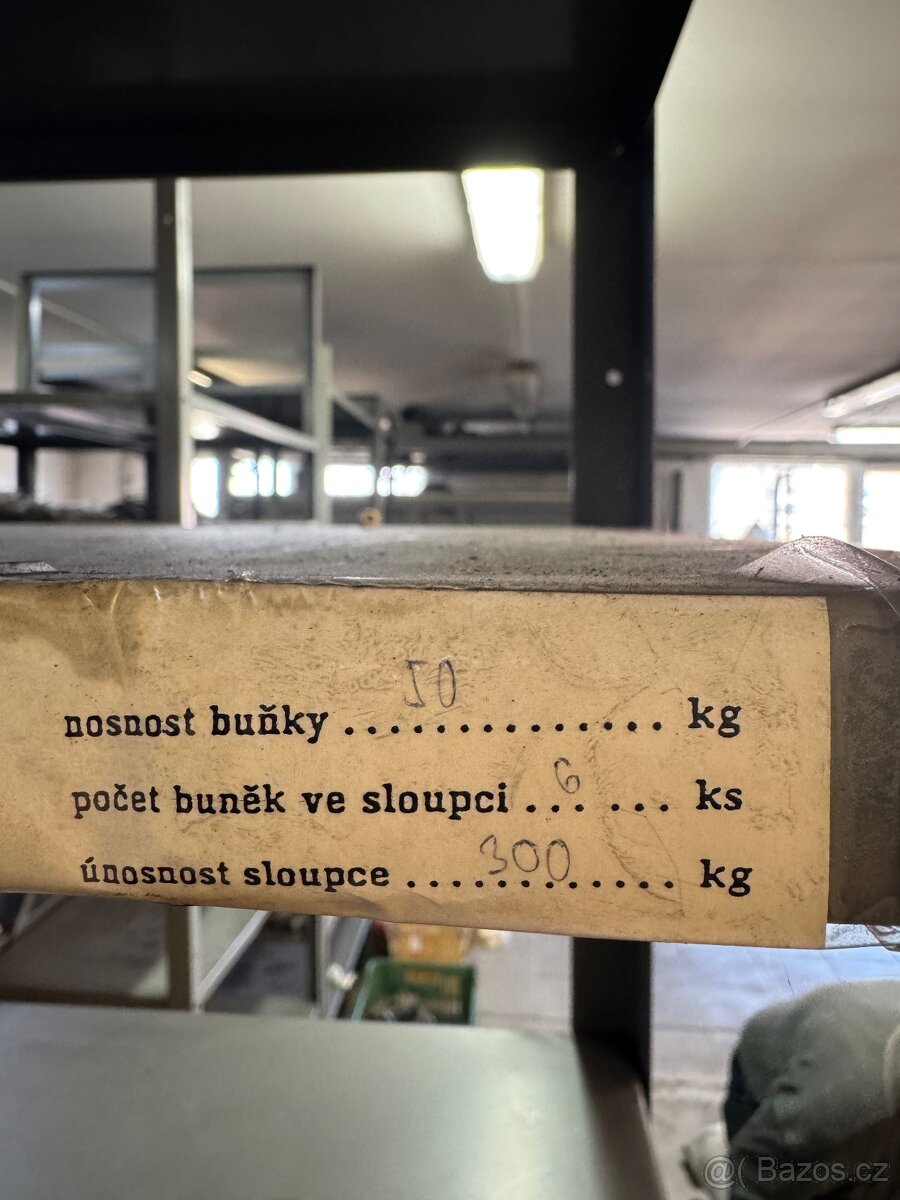 nosnost buňky 50 .............. kg
počet buněk ve sloupci ...6... ... ks
únosnost sloupce ....300........ kg
@( Bazos.cz